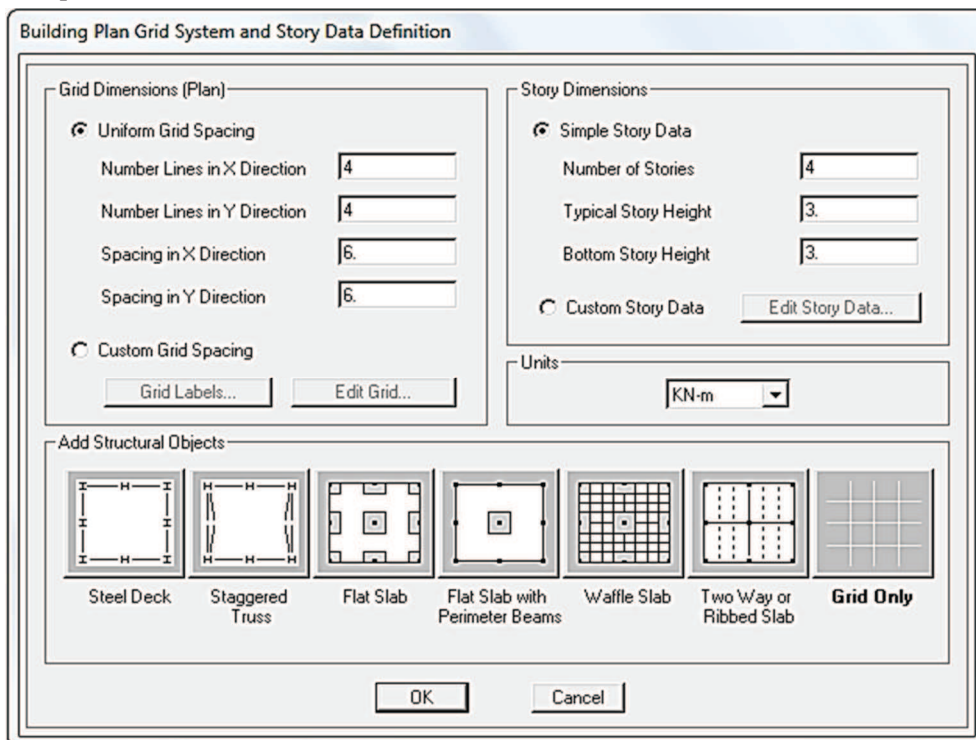 Building Plan Grid System and Story Data Definition
Grid Dimensions (Plan)
Uniform Grid Spacing
Number Lines in X Direction 4
Number Lines in Y Direction 4
Spacing in X Direction 6.
Spacing in Y Direction 6.
Custom Grid Spacing
Grid Labels... Edit Grid...
Story Dimensions
Simple Story Data
Number of Stories 4
Typical Story Height 3.
Bottom Story Height 3.
Custom Story Data Edit Story Data...
Units
KN-m
Add Structural Objects
Steel Deck
Staggered
Truss
Flat Slab
Flat Slab with
Perimeter Beams
Waffle Slab
Two Way or
Ribbed Slab
Grid Only
OK Cancel